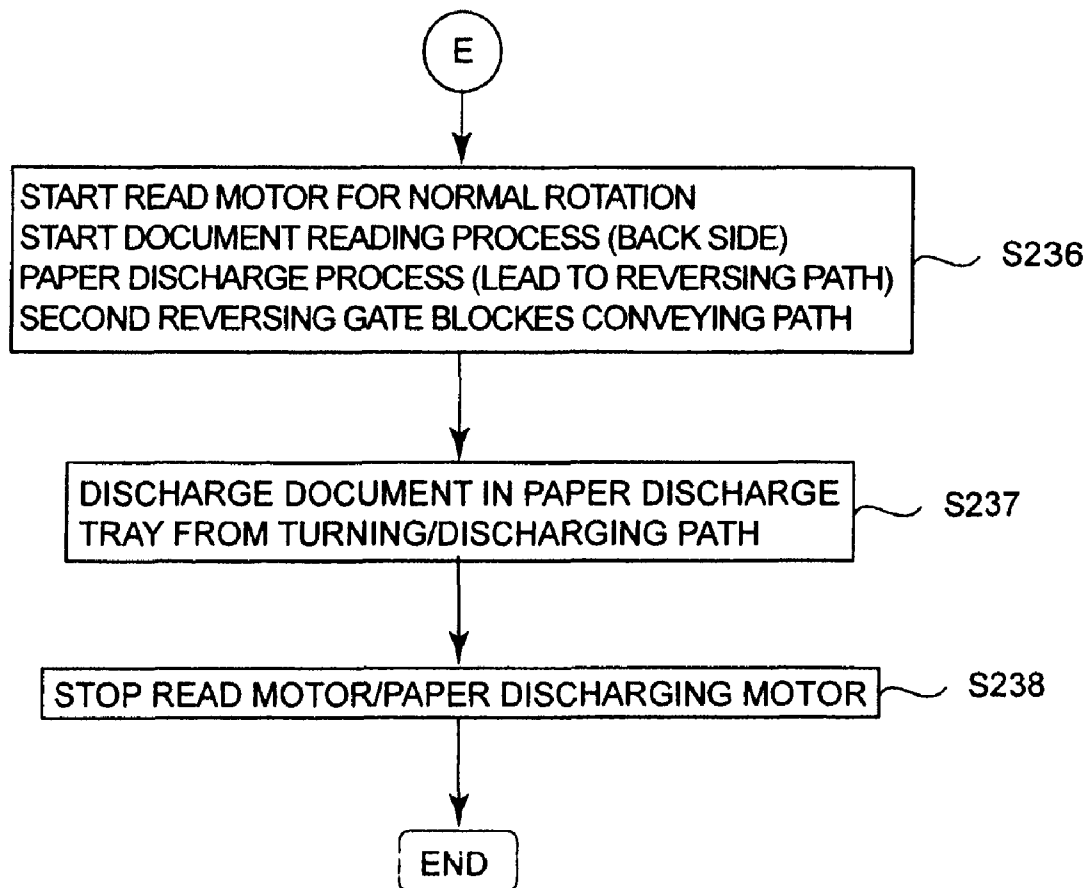 E
START READ MOTOR FOR NORMAL ROTATION
START DOCUMENT READING PROCESS (BACK SIDE)
PAPER DISCHARGE PROCESS (LEAD TO REVERSING PATH)
SECOND REVERSING GATE BLOCKES CONVEYING PATH
S236
DISCHARGE DOCUMENT IN PAPER DISCHARGE
TRAY FROM TURNING/DISCHARGING PATH
S237
STOP READ MOTOR/PAPER DISCHARGING MOTOR
S238
END